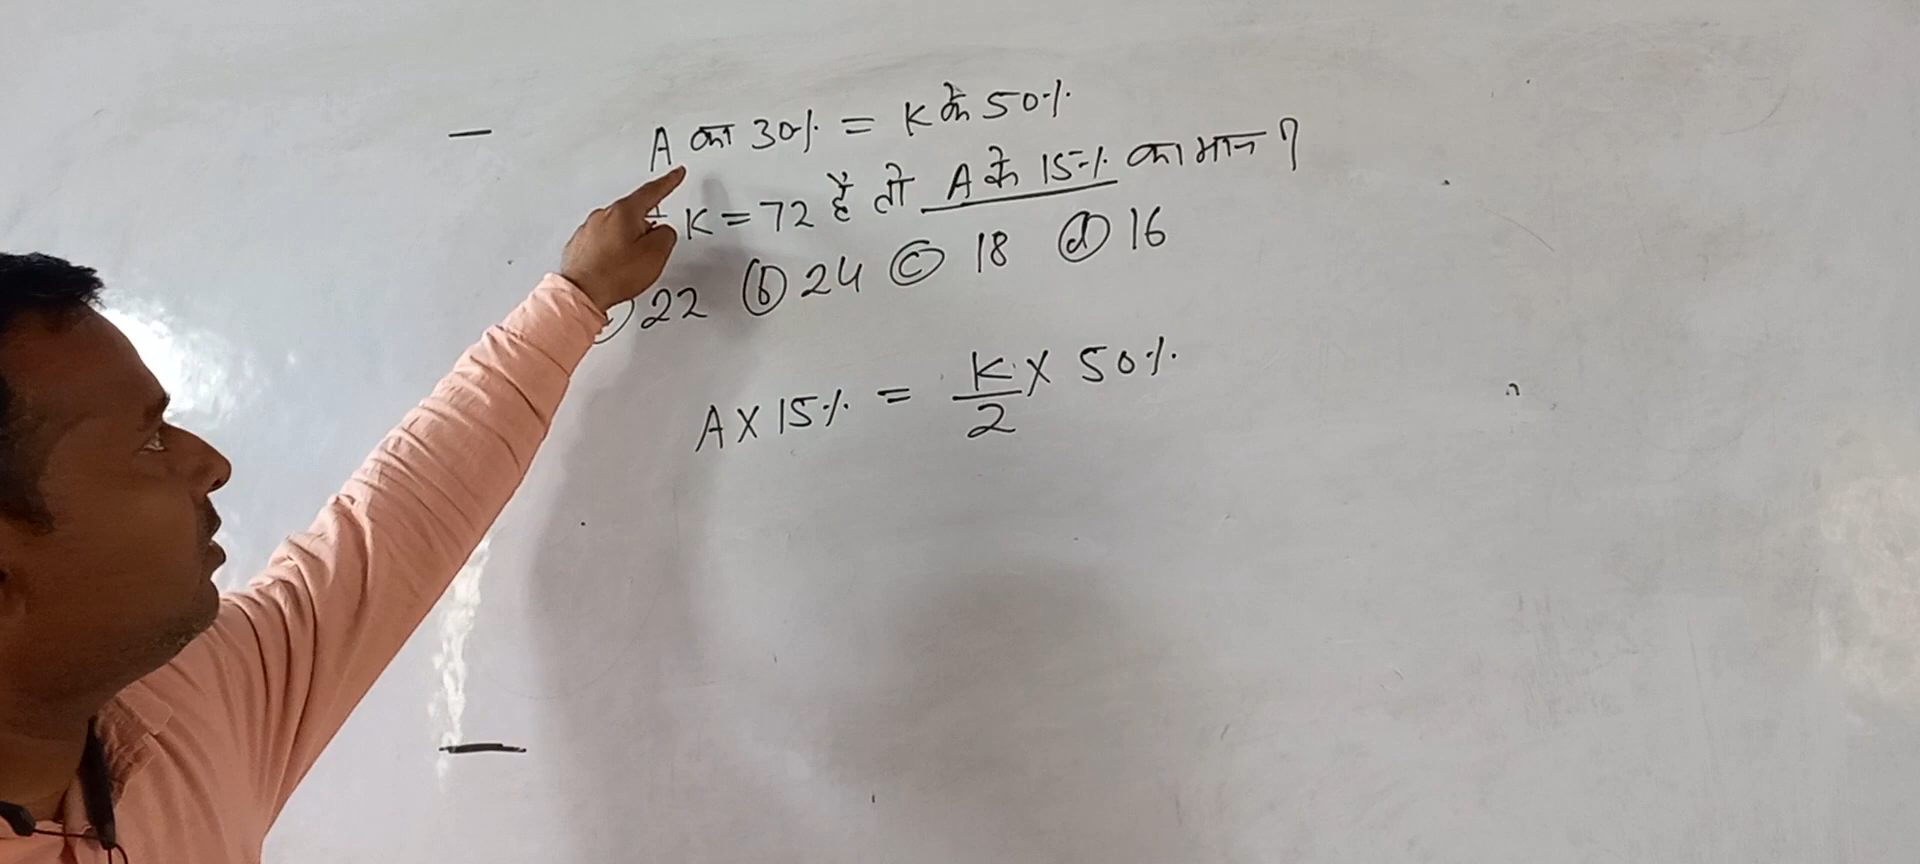 A का 30% = K के 50%
K = 72 है तो A के 15% का मान ?
22 (b) 24 (c) 18 (d) 16
A X 15% = K/2 X 50%